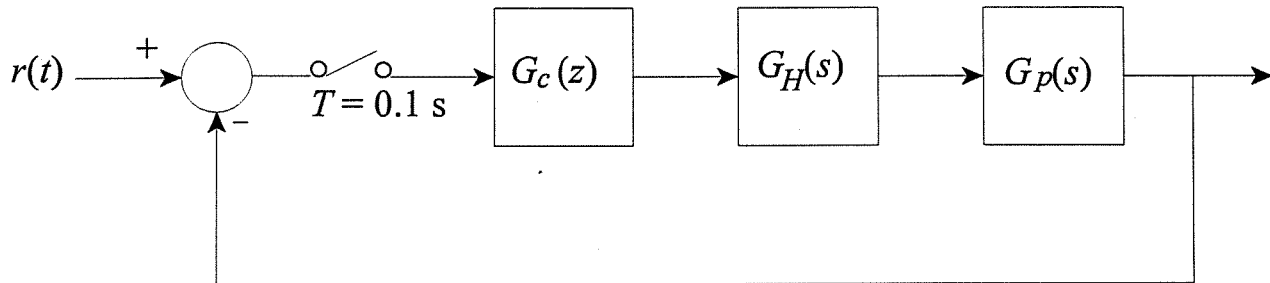 +
r(t)
G_c(z)
G_H(s)
G_p(s)
T = 0.1 s
−